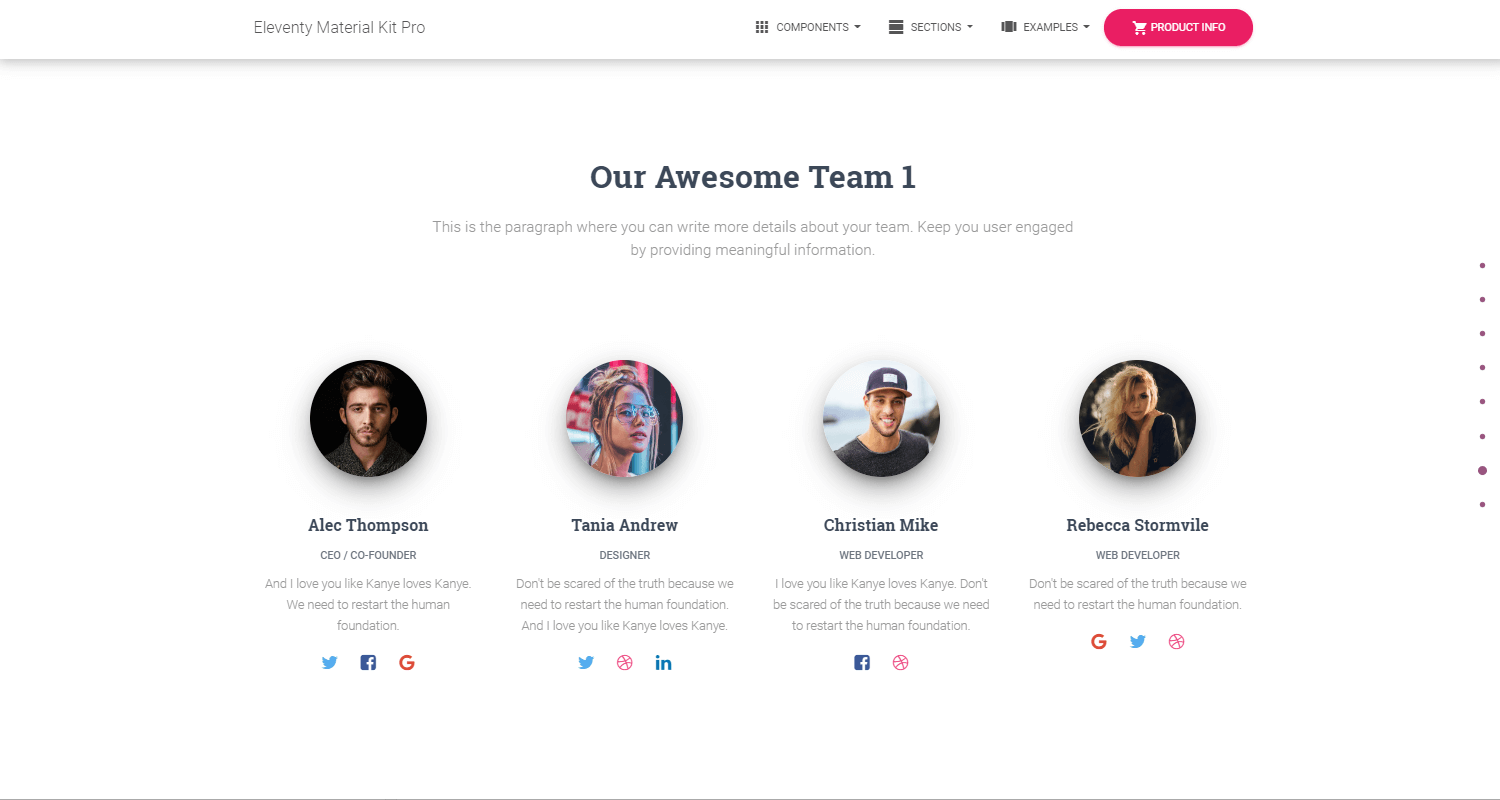 Eleventy Material Kit Pro
COMPONENTS
SECTIONS
EXAMPLES
PRODUCT INFO
Our Awesome Team 1
This is the paragraph where you can write more details about your team. Keep you user engaged
by providing meaningful information.
Alec Thompson
CEO / CO-FOUNDER
And I love you like Kanye loves Kanye.
We need to restart the human
foundation.
Tania Andrew
DESIGNER
Don't be scared of the truth because we
need to restart the human foundation.
And I love you like Kanye loves Kanye.
Christian Mike
WEB DEVELOPER
I love you like Kanye loves Kanye. Don't
be scared of the truth because we need
to restart the human foundation.
Rebecca Stormvile
WEB DEVELOPER
Don't be scared of the truth because we
need to restart the human foundation.